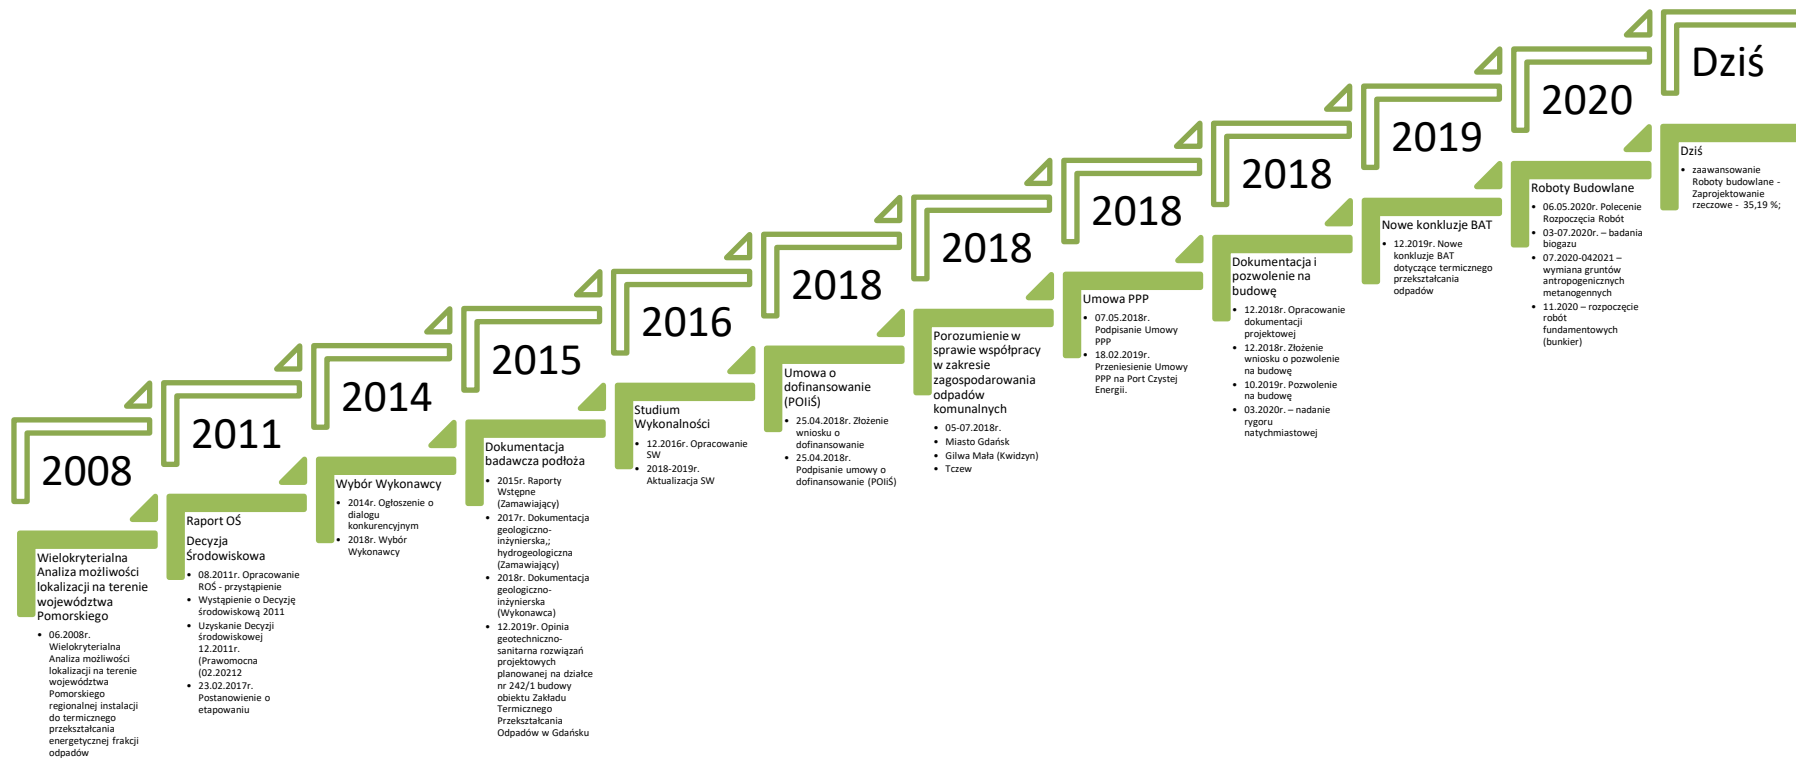 2008
Wielokryterialna
Analiza możliwości
lokalizacji na terenie
województwa
Pomorskiego
• 06.2008r.
Wielokryterialna
Analiza możliwości
lokalizacji na terenie
województwa
Pomorskiego
regionalnej instalacji
do termicznego
przekształcania
energetycznej frakcji
odpadów
2011
Raport OŚ
Decyzja
Środowiskowa
• 08.2011r. Opracowanie
ROŚ - przystąpienie
• Wystąpienie o Decyzję
środowiskową 2011
• Uzyskanie Decyzji
środowiskowej
12.2011r.
(Prawomocna
(02.20212
• 23.02.2017r.
Postanowienie o
etapowaniu
2014
Wybór Wykonawcy
• 2014r. Ogłoszenie o
dialogu
konkurencyjnym
• 2018r. Wybór
Wykonawcy
2015
Dokumentacja
badawcza podłoża
• 2015r. Raporty
Wstępne
(Zamawiający)
• 2017r. Dokumentacja
geologiczno-
inżynierska,;
hydrogeologiczna
(Zamawiający)
• 2018r. Dokumentacja
geologiczno-
inżynierska
(Wykonawca)
• 12.2019r. Opinia
geotechniczno-
sanitarna rozwiązań
projektowych
planowanej na działce
nr 242/1 budowy
obiektu Zakładu
Termicznego
Przekształcania
Odpadów w Gdańsku
2016
Studium
Wykonalności
• 12.2016r. Opracowanie
SW
• 2018-2019r.
Aktualizacja SW
2018
Umowa o
dofinansowanie
(POIiŚ)
• 25.04.2018r. Złożenie
wniosku o
dofinansowanie
• 25.04.2018r.
Podpisanie umowy o
dofinansowanie (POIiŚ)
2018
Porozumienie w
sprawie współpracy
w zakresie
zagospodarowania
odpadów
komunalnych
• 05-07.2018r.
• Miasto Gdańsk
• Gilwa Mała (Kwidzyn)
• Tczew
2018
Umowa PPP
• 07.05.2018r.
Podpisanie Umowy
PPP
• 18.02.2019r.
Przeniesienie Umowy
PPP na Port Czystej
Energii.
2018
Dokumentacja i
pozwolenie na
budowę
• 12.2018r. Opracowanie
dokumentacji
projektowej
• 12.2018r. Złożenie
wniosku o pozwolenie
na budowę
• 10.2019r. Pozwolenie
na budowę
• 03.2020r. – nadanie
rygoru
natychmiastowej
2019
Nowe konkluzje BAT
• 12.2019r. Nowe
konkluzje BAT
dotyczące termicznego
przekształcania
odpadów
2020
Roboty Budowlane
• 06.05.2020r. Polecenie
Rozpoczęcia Robót
• 03-07.2020r. – badania
biogazu
• 07.2020-042021 –
wymiana gruntów
antropogenicznych
metanogennych
• 11.2020 – rozpoczęcie
robót
fundamentowych
(bunkier)
Dziś
Dziś
• zaawansowanie
Roboty budowlane -
Zaprojektowanie
rzeczowe - 35,19 %;